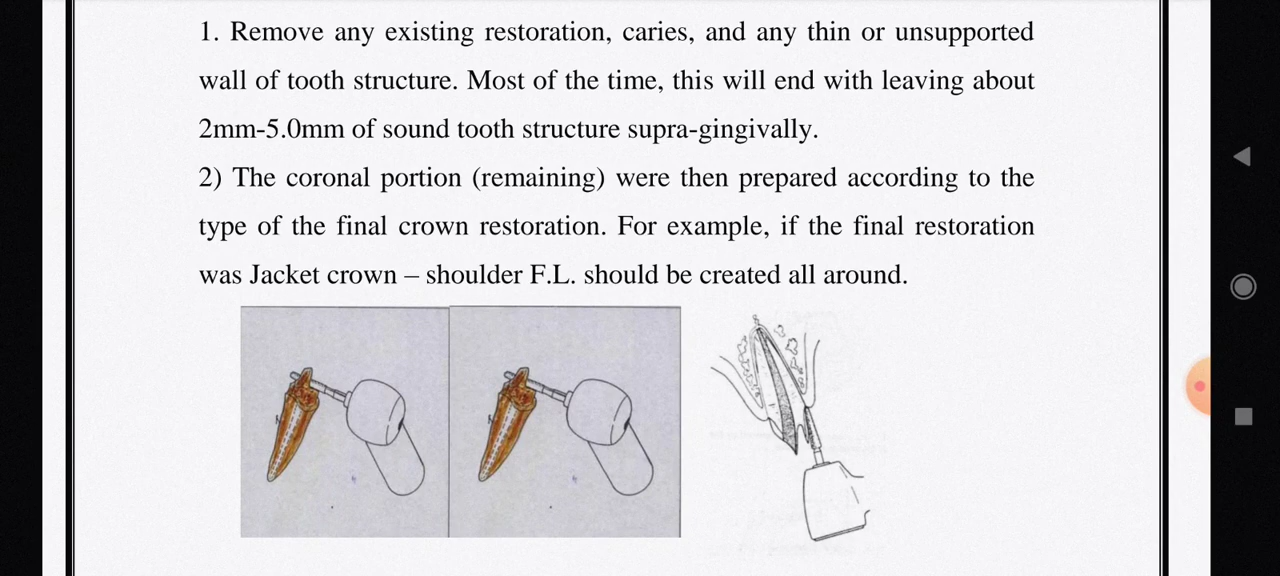 1. Remove any existing restoration, caries, and any thin or unsupported
wall of tooth structure. Most of the time, this will end with leaving about
2mm-5.0mm of sound tooth structure supra-gingivally.
2) The coronal portion (remaining) were then prepared according to the
type of the final crown restoration. For example, if the final restoration
was Jacket crown – shoulder F.L. should be created all around.